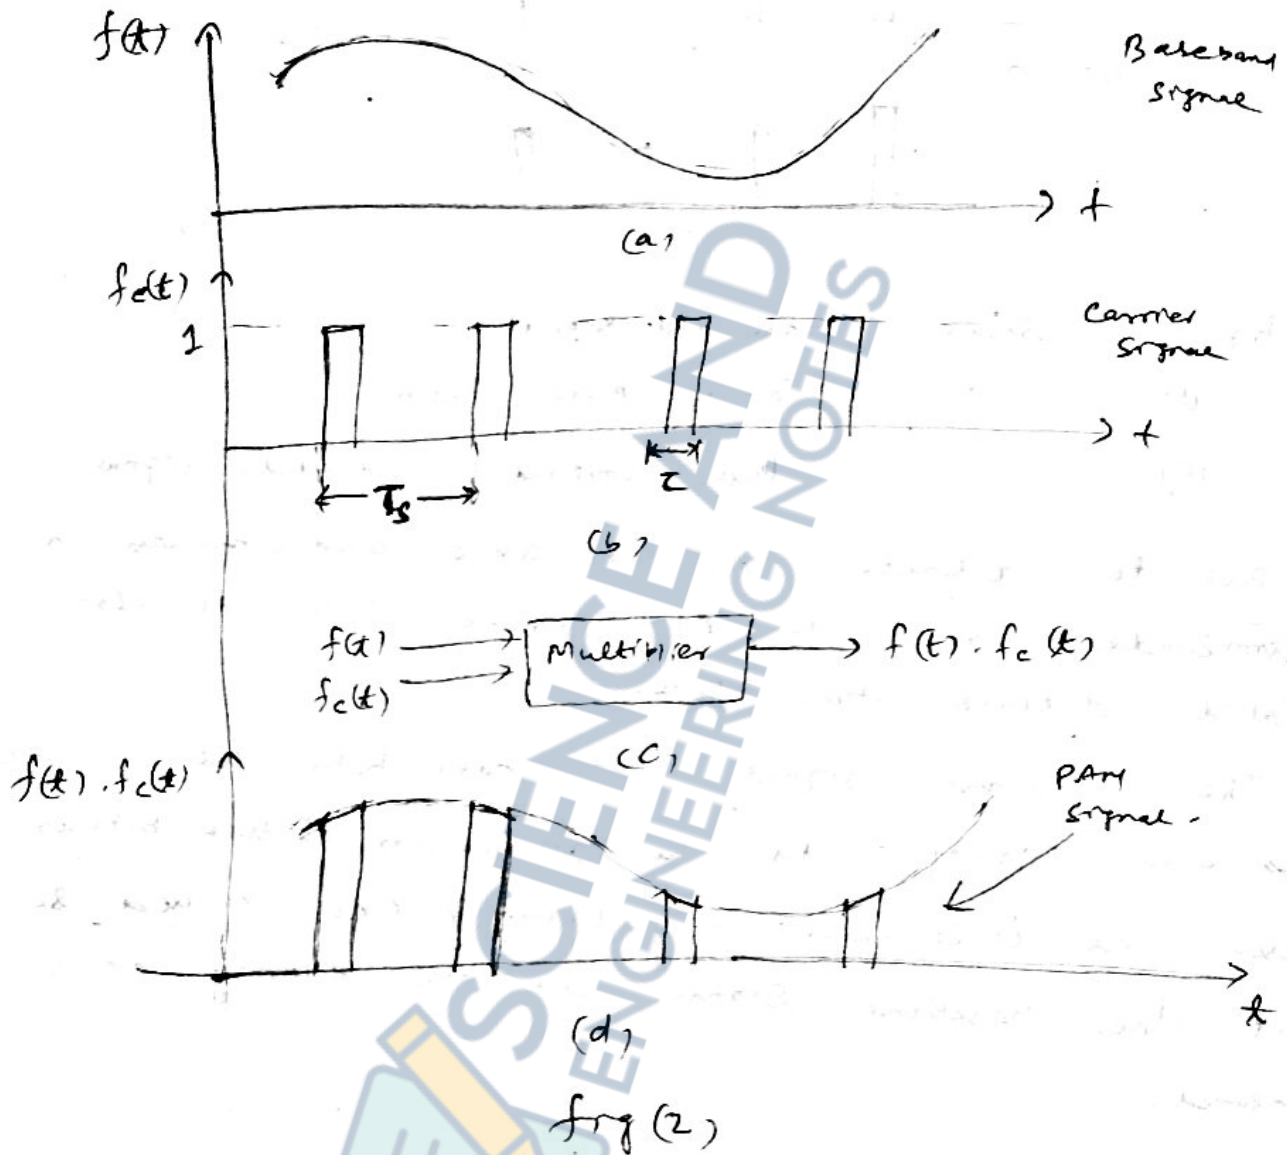 f(t)
Baseband
signal
t
(a)
fc(t)
1
Carrier
signal
t
Ts
τ
(b)
f(t)
fc(t)
Multiplier
f(t) . fc(t)
(c)
f(t) . fc(t)
PAM
signal.
t
(d)
fig (2)
SCIENCE AND
ENGINEERING NOTES